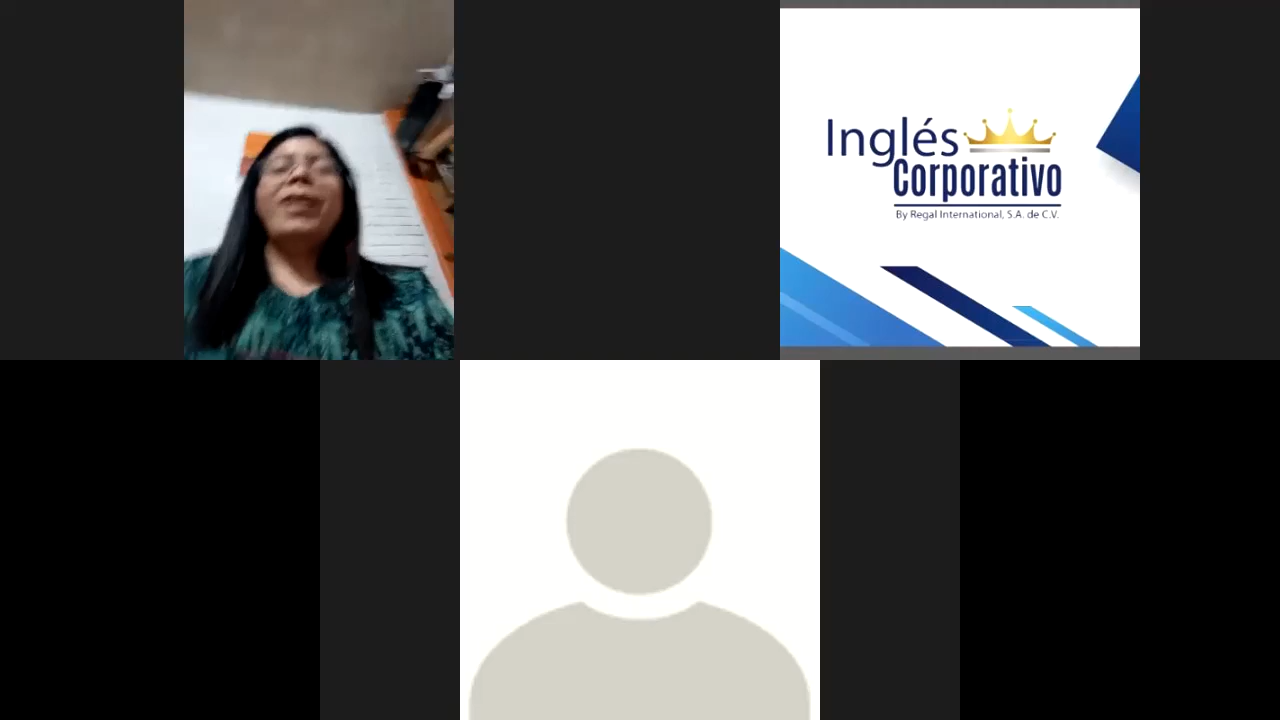 Inglés
Corporativo
By Regal International, S.A. de C.V.